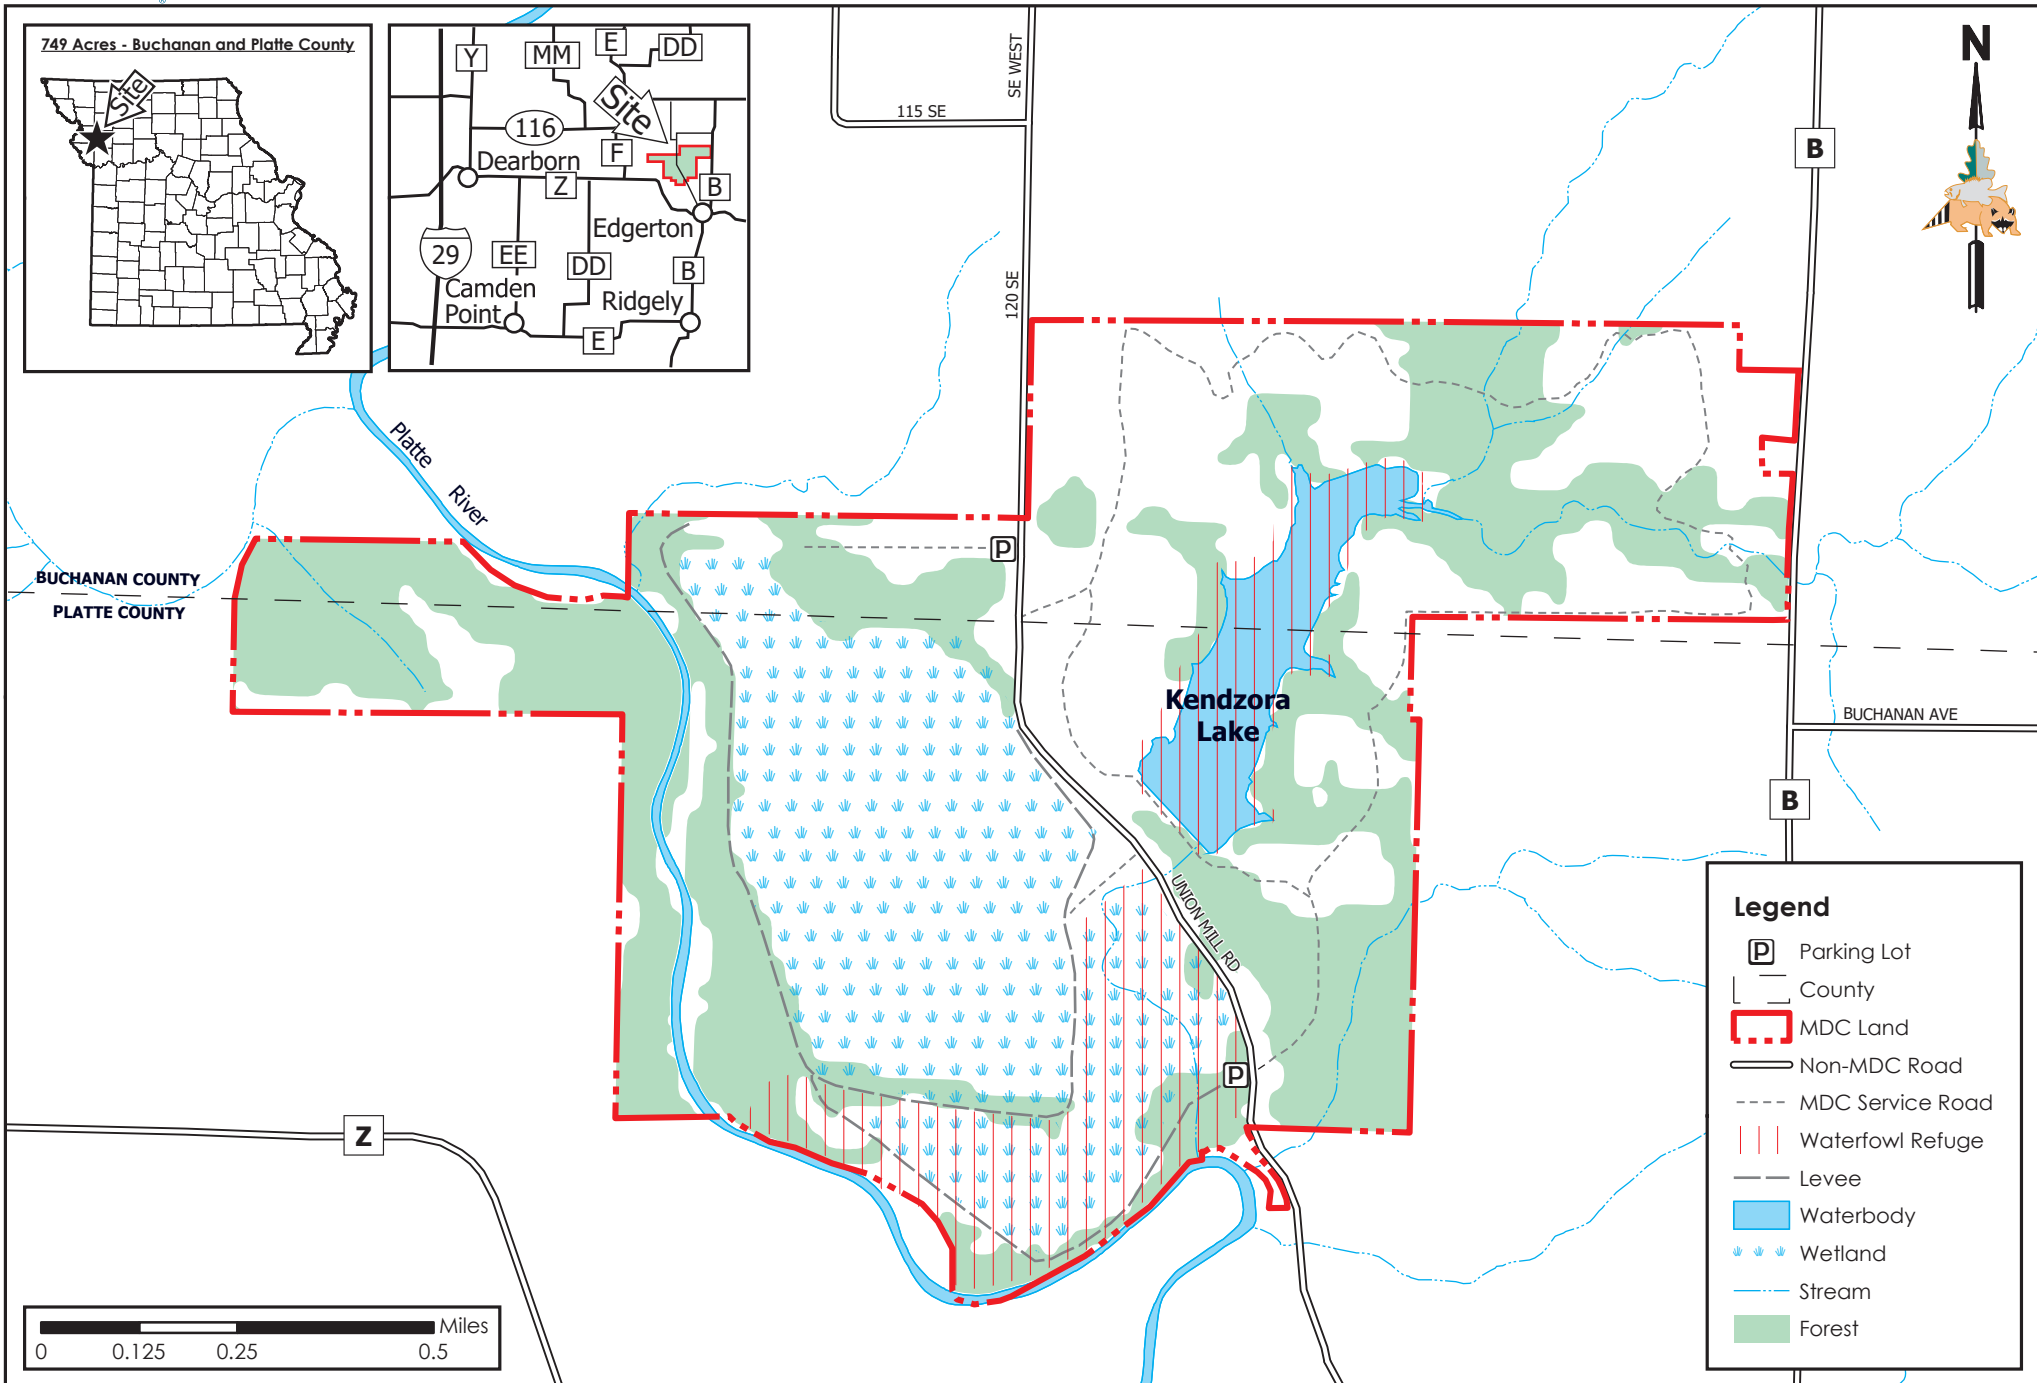 749 Acres - Buchanan and Platte County
Site
Y
MM
E
DD
Site
116
F
Dearborn
Z
B
Edgerton
29
EE
DD
B
Camden
Point
Ridgely
E
SE WEST
115 SE
120 SE
B
N
Platte
River
P
BUCHANAN COUNTY
PLATTE COUNTY
Kendzora
Lake
BUCHANAN AVE
B
UNION MILL RD
P
Z
Legend
P Parking Lot
County
MDC Land
Non-MDC Road
MDC Service Road
Waterfowl Refuge
Levee
Waterbody
Wetland
Stream
Forest
Miles
0 0.125 0.25 0.5